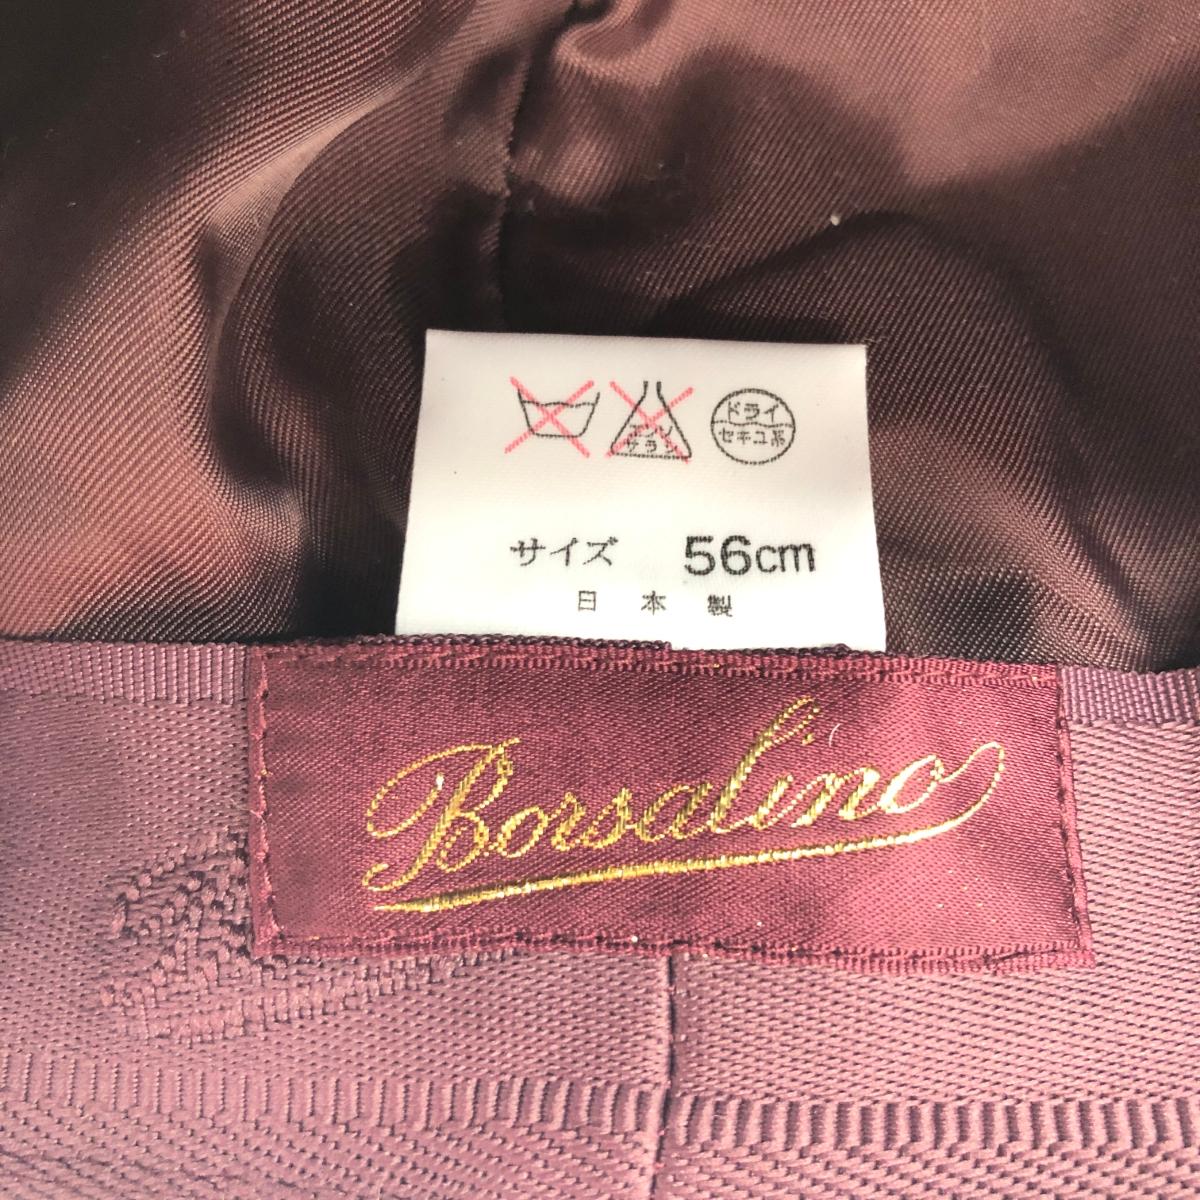 エンソ
サラシ
ドライ
セキユ系
サイズ 56cm
日本製
Borsalino